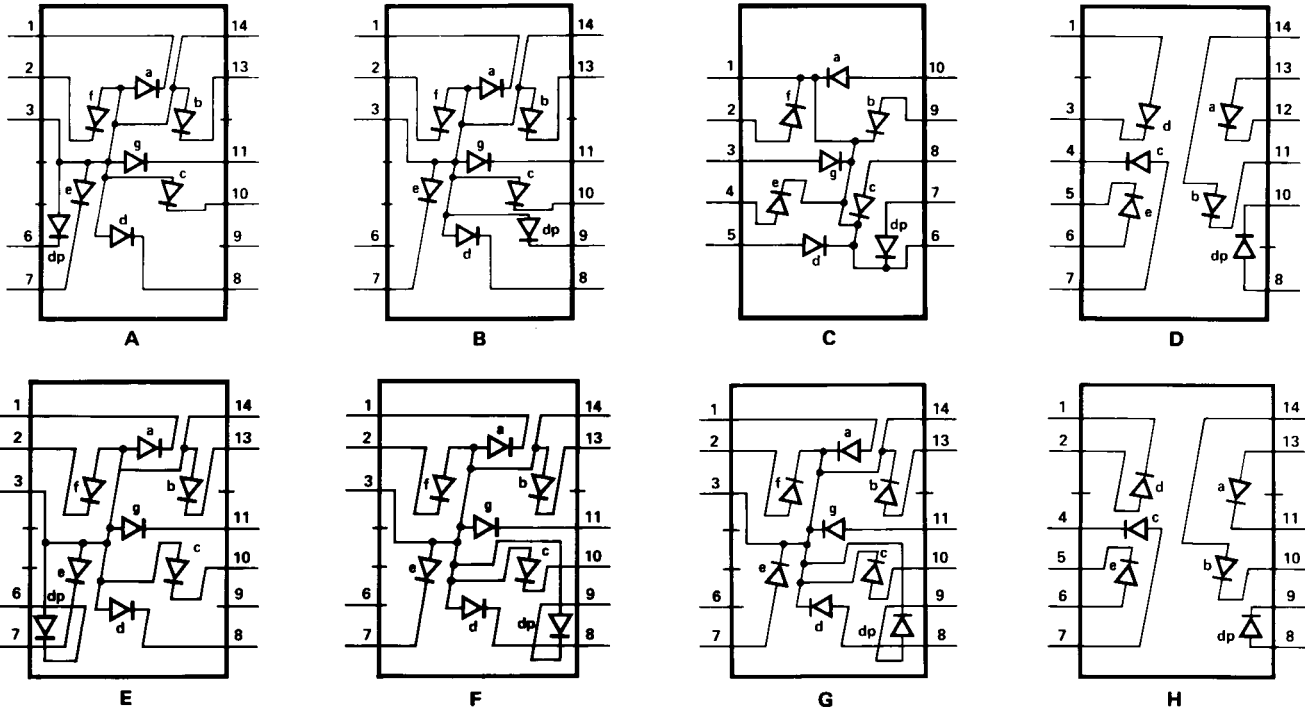 1 14
2 a 13
f b
3
g 11
e c 10
d
6 9
dp
7 8
A
1 14
2 a 13
f b
3
g 11
e c 10
dp
6 d 9
7 8
B
a
1 10
f b 9
2
3 8
g
4 e c 7
dp
5 6
d
C
1 14
13
a
3 12
d
4 c 11
5 b 10
e
6 dp
7 8
D
1 14
a
2 13
f b
3
g 11
c
e 10
dp
6 d 9
7 8
E
1 14
a
2 13
f b
3
g 11
c
e 10
6 9
d dp
7 8
F
1 14
a
2 13
f b
3
g 11
c
e 10
6 9
d dp
7 8
G
1 14
2 13
d a
4 c 11
5 b 10
e
6 9
dp
7 8
H